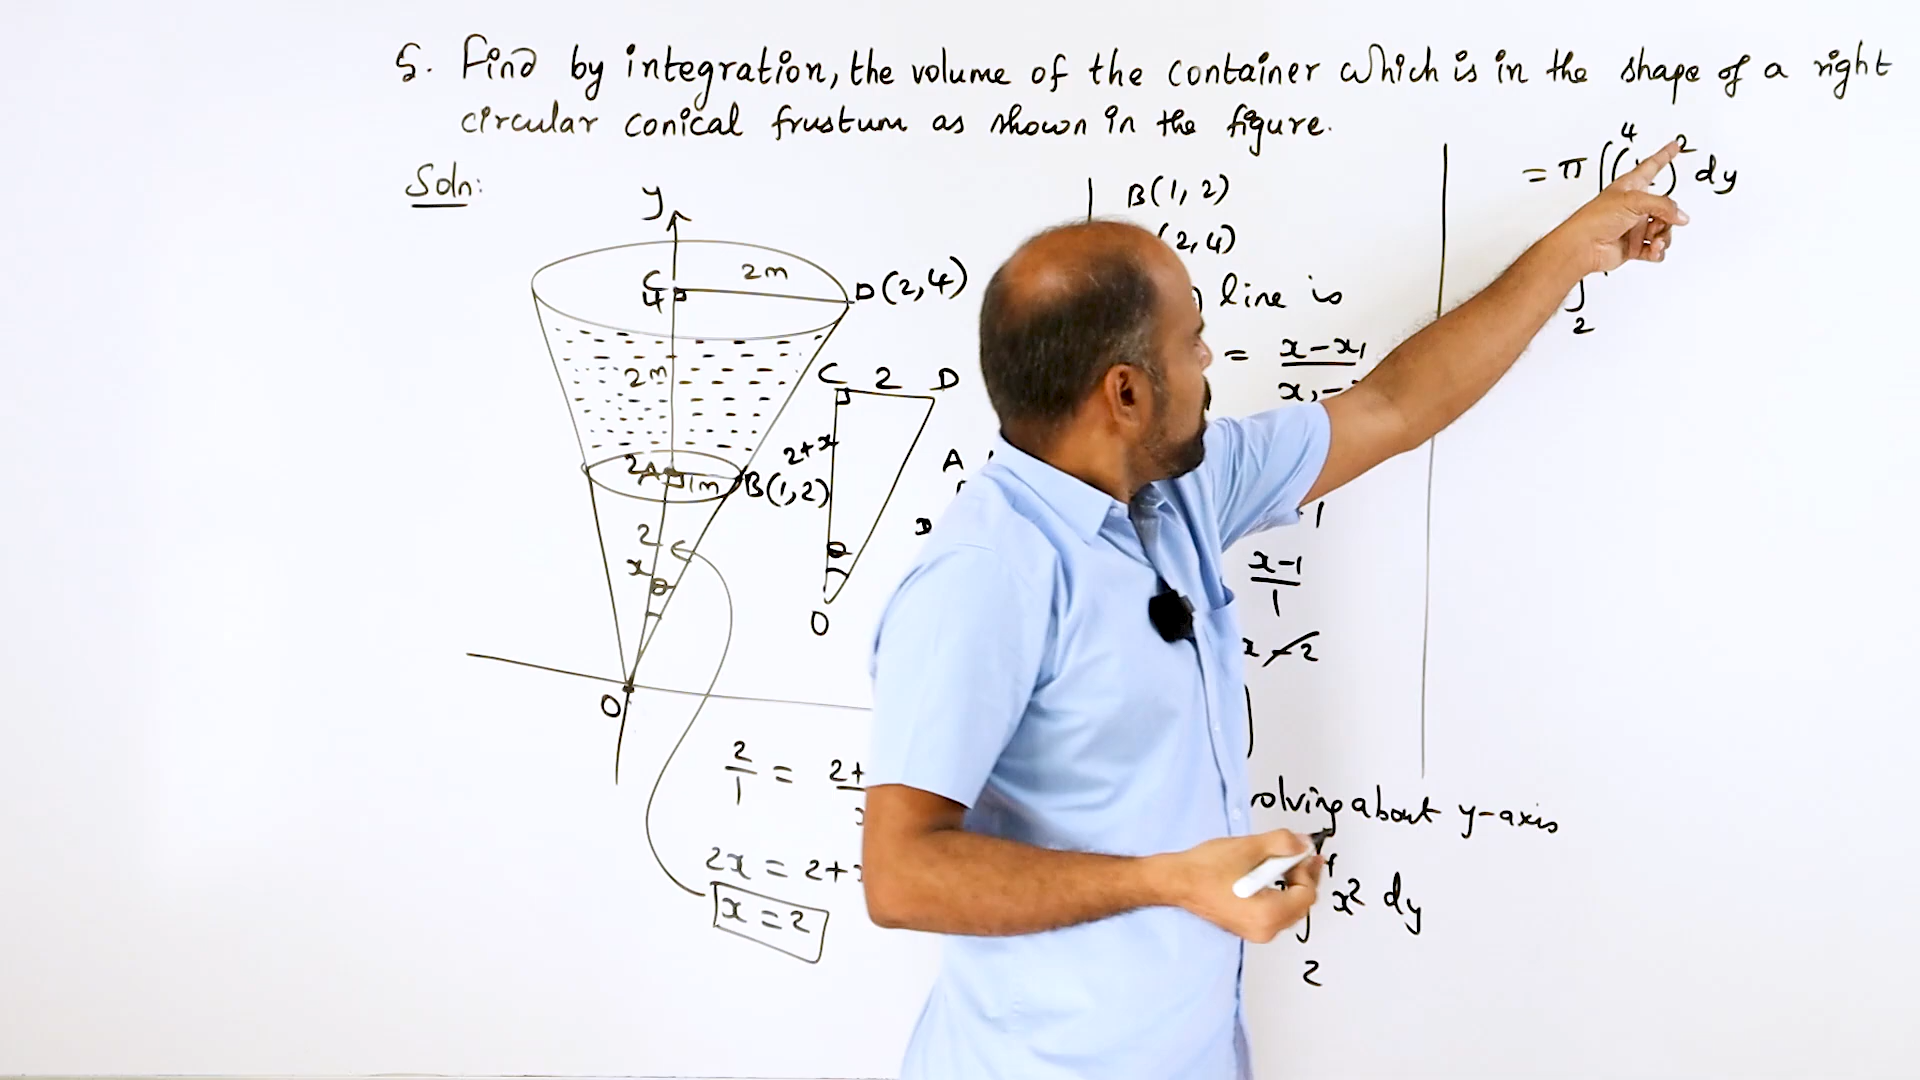 5. Find by integration, the volume of the container which is in the shape of a right
circular conical frustum as shown in the figure.
Soln:
y
C
4
2m
D(2,4)
2m
2
A
1m
B(1,2)
2
x
θ
O
C 2 D
2+x
θ
O
2/1 = 2+
2x = 2+x
x = 2
B(1, 2)
(2,4)
line is
= x-x₁
A
x-1/1
x-2
about y-axis
x² dy
2
= π ( )² dy
4
2